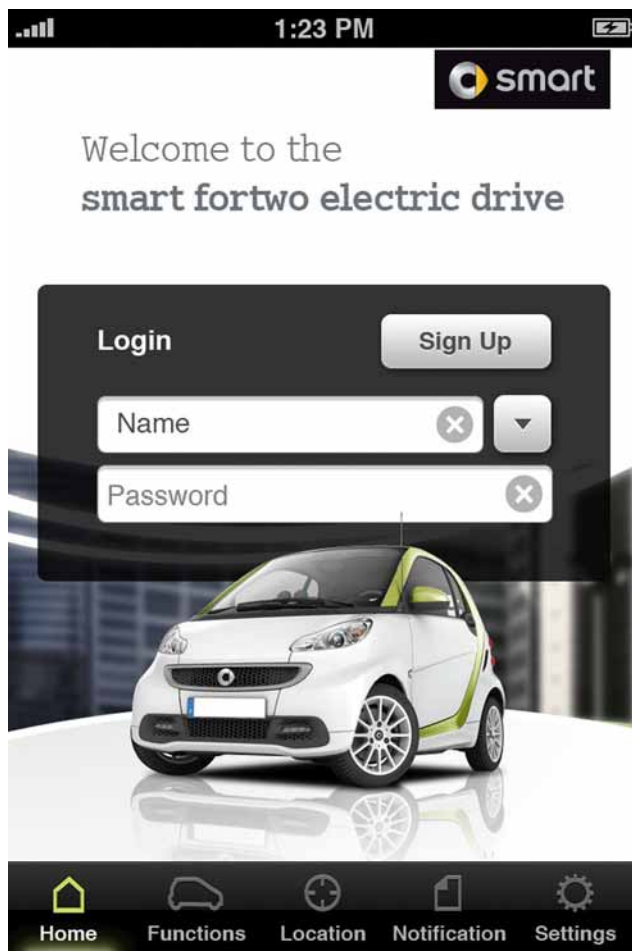 1:23 PM
smart
Welcome to the
smart fortwo electric drive
Login
Sign Up
Name
Password
Home Functions Location Notification Settings